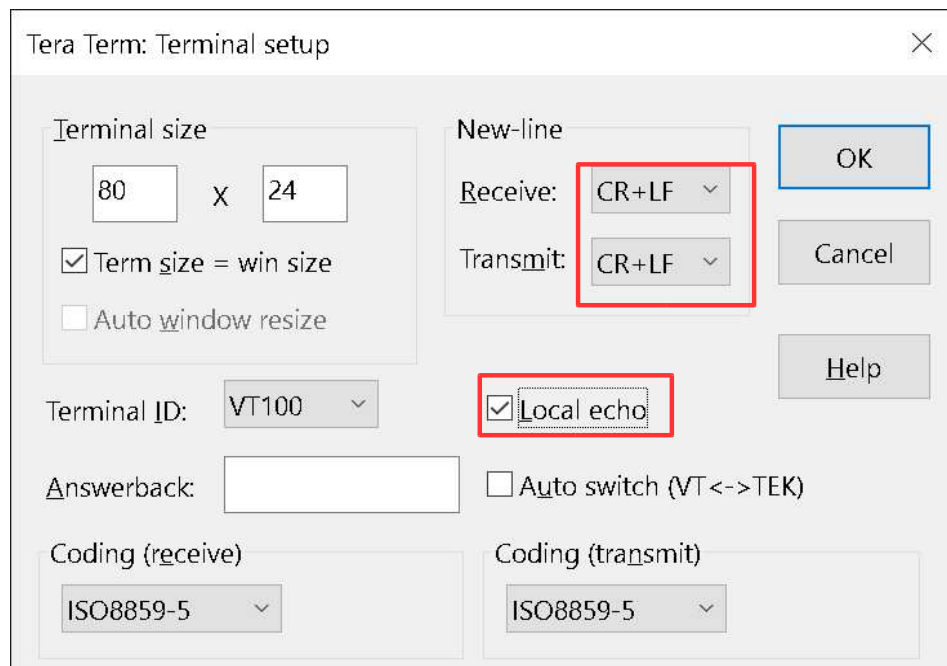 Tera Term: Terminal setup
Terminal size
80 X 24
Term size = win size
Auto window resize
New-line
Receive: CR+LF
Transmit: CR+LF
OK
Cancel
Help
Terminal ID: VT100
Local echo
Answerback:
Auto switch (VT<->TEK)
Coding (receive)
ISO8859-5
Coding (transmit)
ISO8859-5